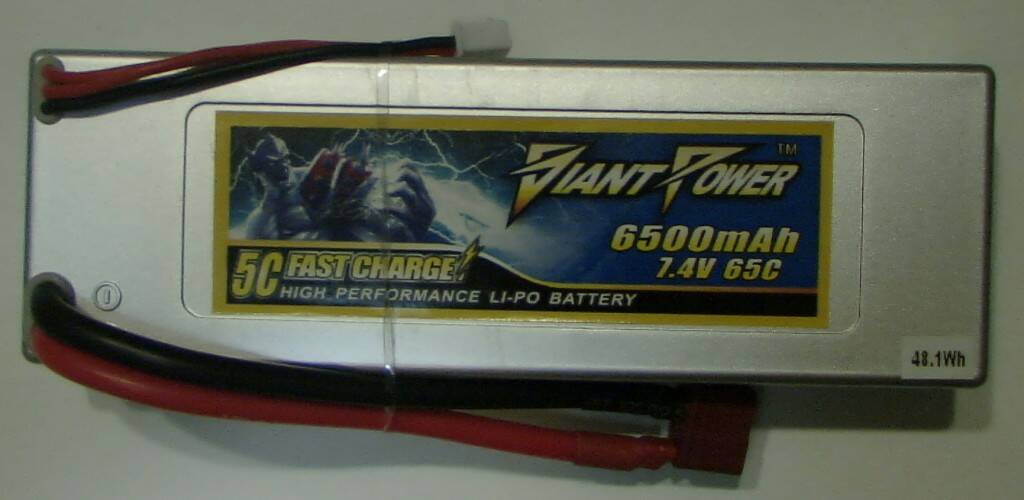 GIANT POWER™
6500mAh
7.4V 65C
5C FAST CHARGE!
HIGH PERFORMANCE LI-PO BATTERY
48.1Wh